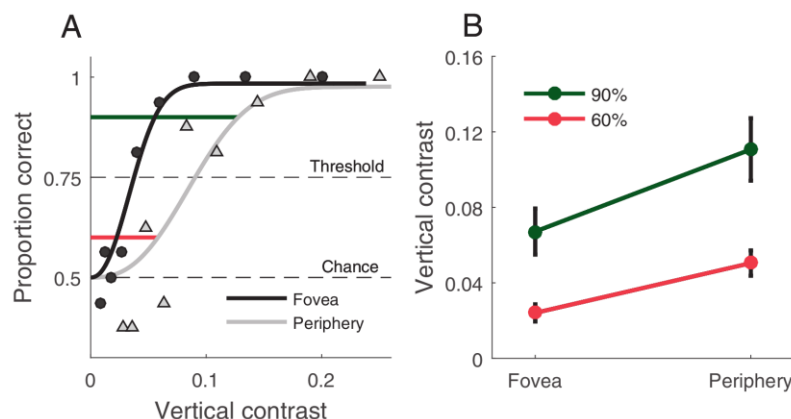 A
Proportion correct
1
0.75
0.5
Threshold
Chance
Fovea
Periphery
0
0.1
0.2
Vertical contrast
B
Vertical contrast
0.16
0.12
0.08
0.04
0
90%
60%
Fovea
Periphery